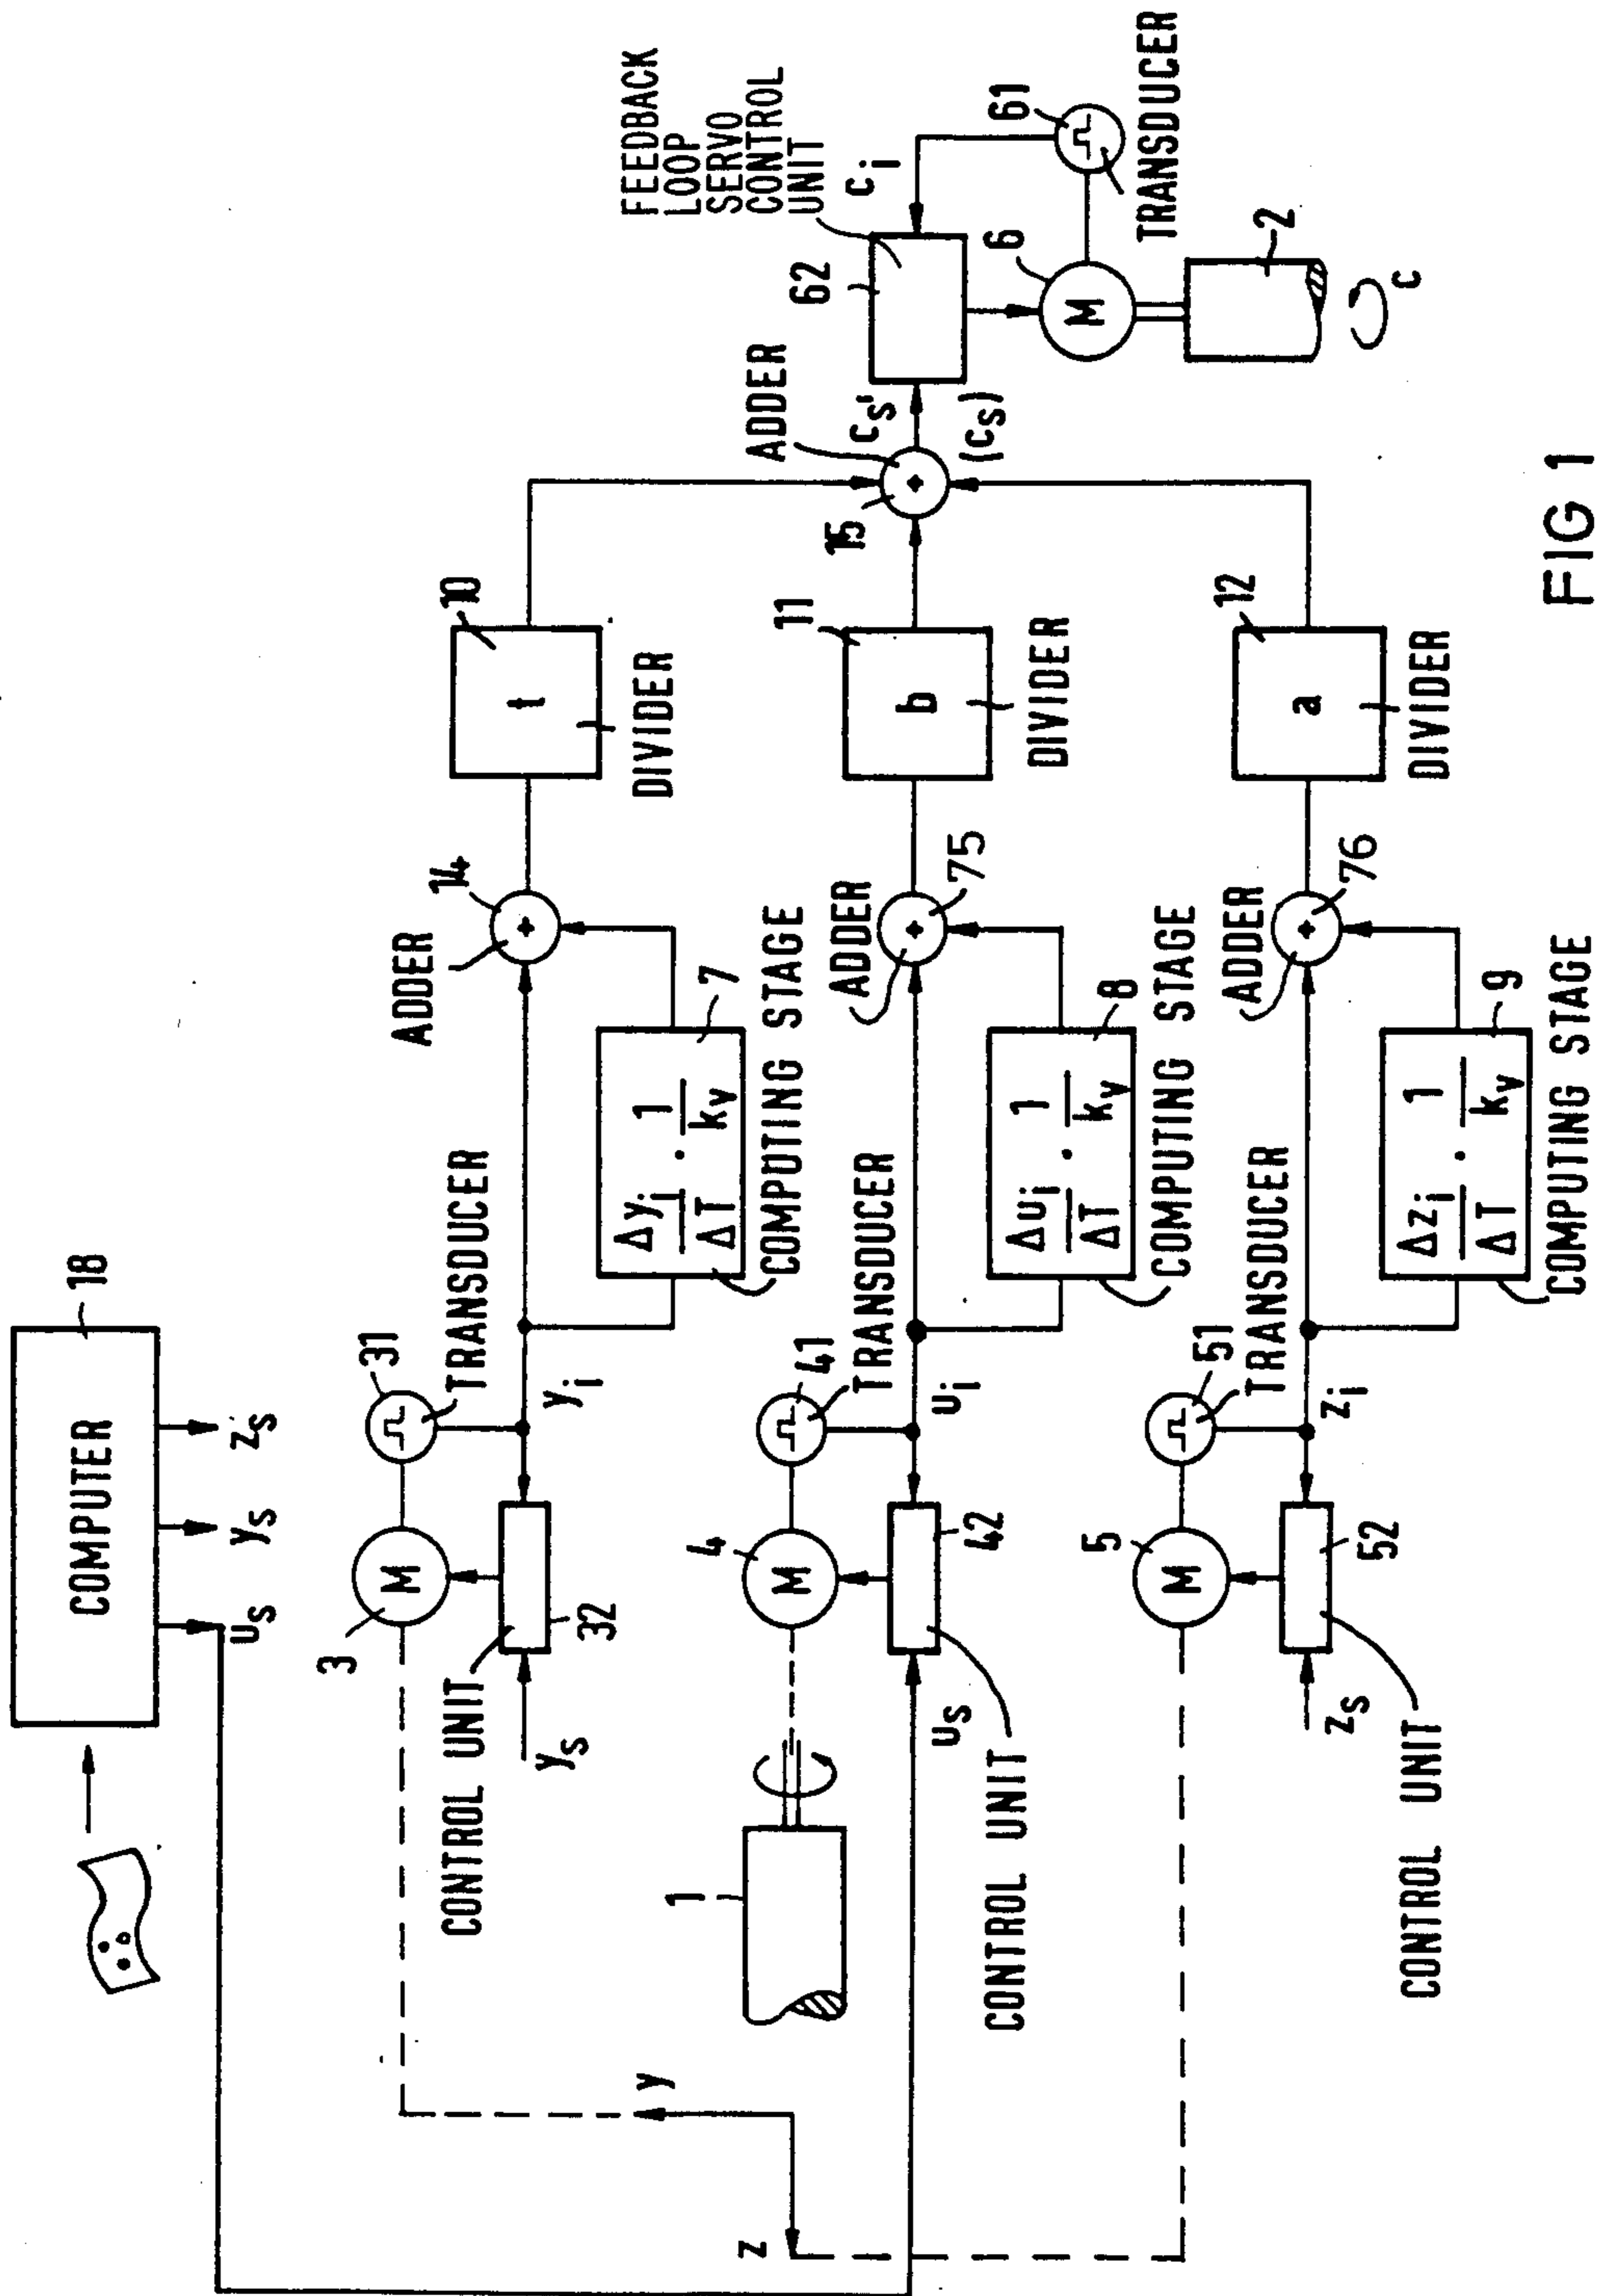 COMPUTER
18
u_s
y_s
z_s
3
M
31
TRANSDUCER
CONTROL UNIT
32
y_s
y_i
ADDER
14
+
Δy_i / ΔT · 1 / k_v
7
COMPUTING STAGE
10
t
DIVIDER
1
4
M
41
TRANSDUCER
CONTROL UNIT
42
u_s
u_i
ADDER
75
+
Δu_i / ΔT · 1 / k_v
8
COMPUTING STAGE
11
b
DIVIDER
y
z
5
M
51
TRANSDUCER
CONTROL UNIT
52
z_s
z_i
ADDER
76
+
Δz_i / ΔT · 1 / k_v
9
COMPUTING STAGE
12
a
DIVIDER
ADDER
15
+
c_s'
(c_s)
FEEDBACK
LOOP
SERVO
CONTROL
UNIT
62
c_i
61
TRANSDUCER
6
M
2
c
FIG 1